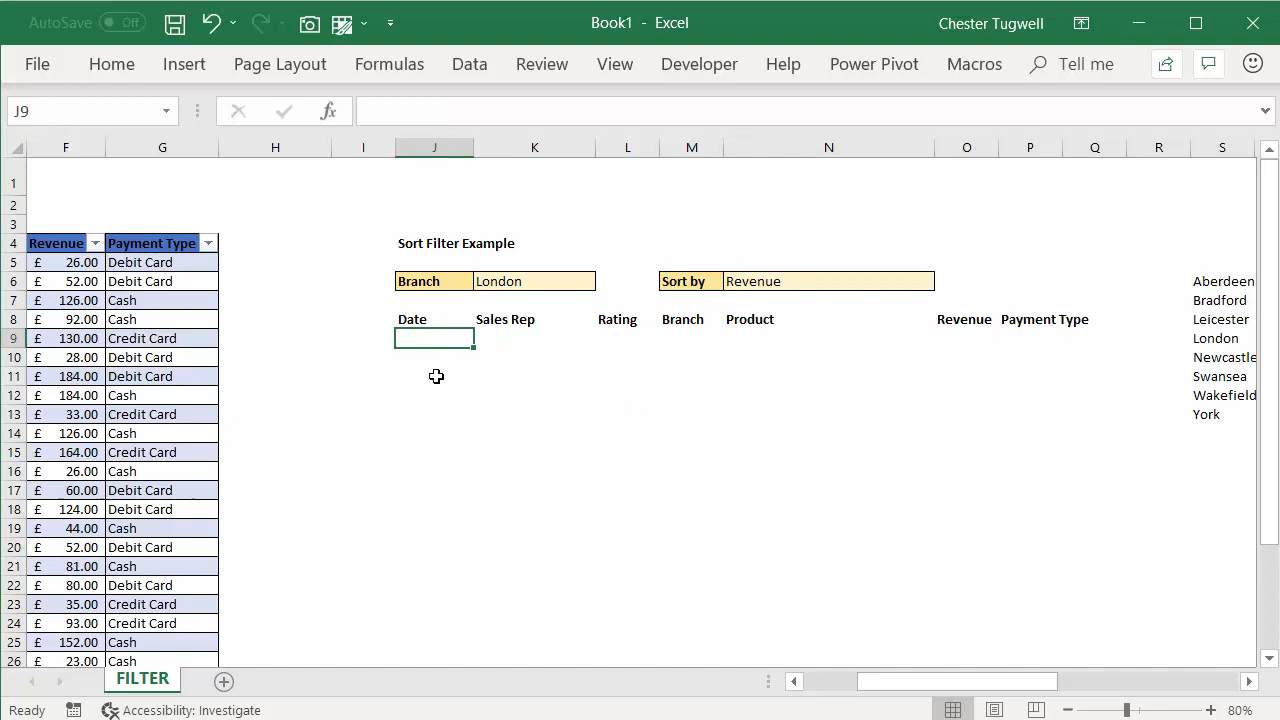 AutoSave Off Book1 - Excel Chester Tugwell
File Home Insert Page Layout Formulas Data Review View Developer Help Power Pivot Macros Tell me
J9 fx
F G H I J K L M N O P Q R S
1
2
3
4 Revenue Payment Type Sort Filter Example
5 £ 26.00 Debit Card
6 £ 52.00 Debit Card Branch London Sort by Revenue Aberdeen
7 £ 126.00 Cash Bradford
8 £ 92.00 Cash Date Sales Rep Rating Branch Product Revenue Payment Type Leicester
9 £ 130.00 Credit Card London
10 £ 28.00 Debit Card Newcastle
11 £ 184.00 Debit Card Swansea
12 £ 184.00 Cash Wakefield
13 £ 33.00 Credit Card York
14 £ 126.00 Cash
15 £ 164.00 Credit Card
16 £ 26.00 Cash
17 £ 60.00 Debit Card
18 £ 124.00 Debit Card
19 £ 44.00 Cash
20 £ 52.00 Debit Card
21 £ 81.00 Cash
22 £ 80.00 Debit Card
23 £ 35.00 Credit Card
24 £ 93.00 Credit Card
25 £ 152.00 Cash
26 £ 23.00 Cash
FILTER
Ready Accessibility: Investigate 80%